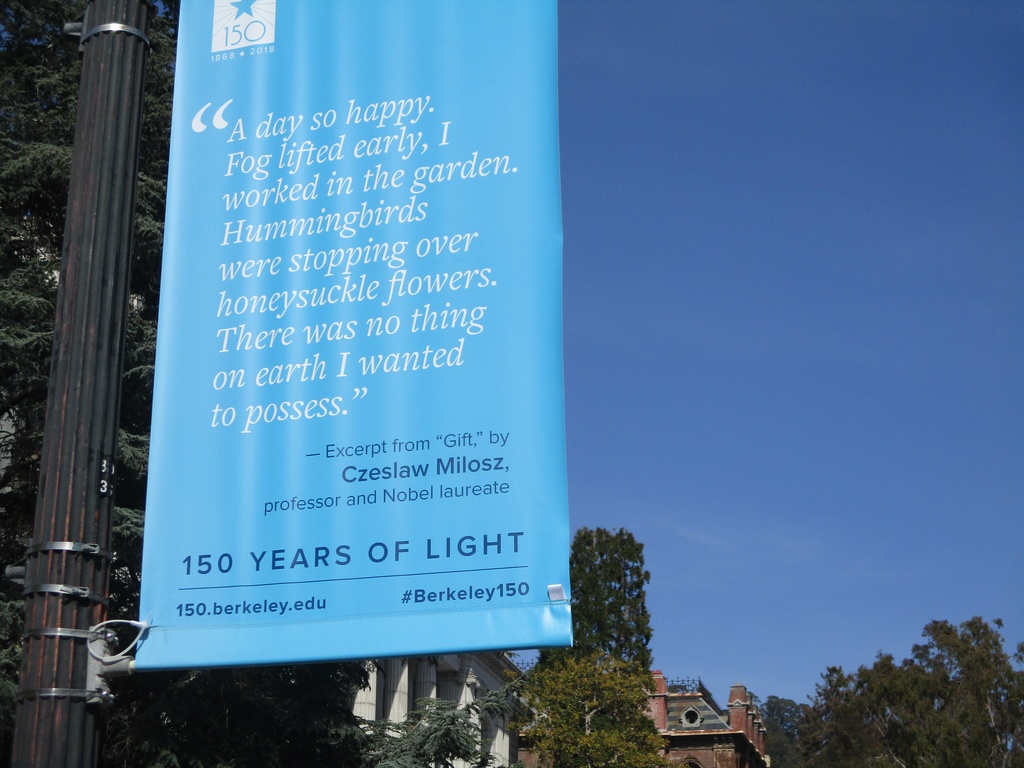 150
1868 ★ 2018
“A day so happy.
Fog lifted early, I
worked in the garden.
Hummingbirds
were stopping over
honeysuckle flowers.
There was no thing
on earth I wanted
to possess.”
— Excerpt from “Gift,” by
Czeslaw Milosz,
professor and Nobel laureate
150 YEARS OF LIGHT
150.berkeley.edu #Berkeley150